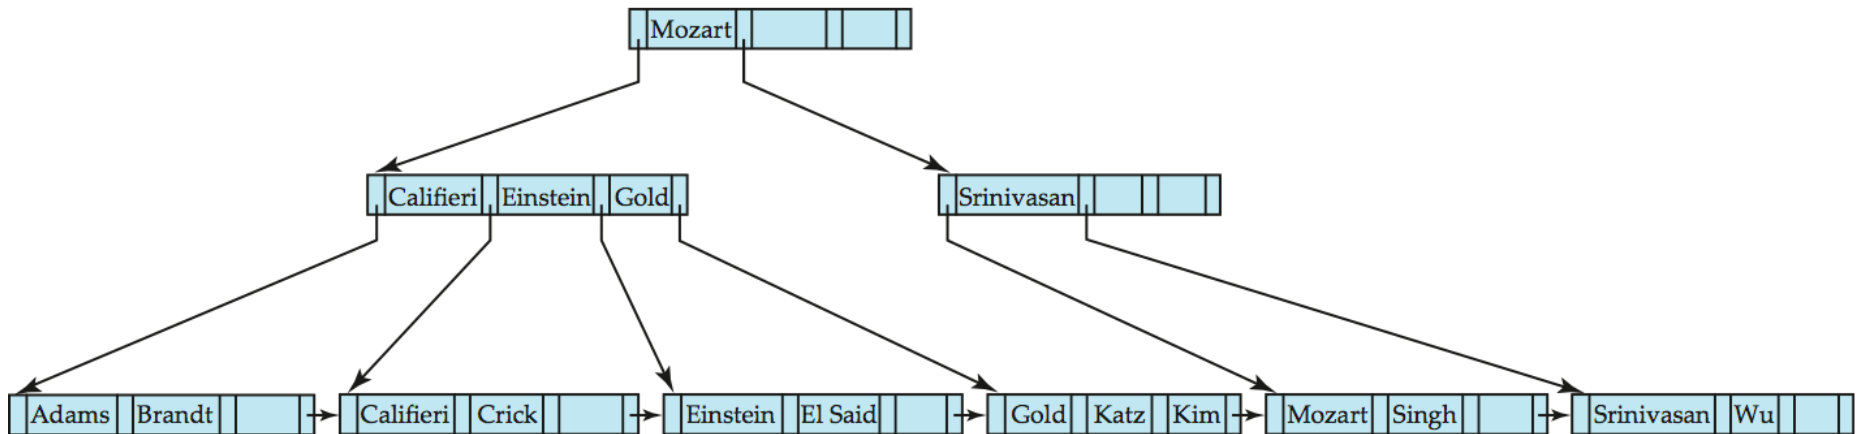 Mozart
Califieri Einstein Gold Srinivasan
Adams Brandt Califieri Crick Einstein El Said Gold Katz Kim Mozart Singh Srinivasan Wu